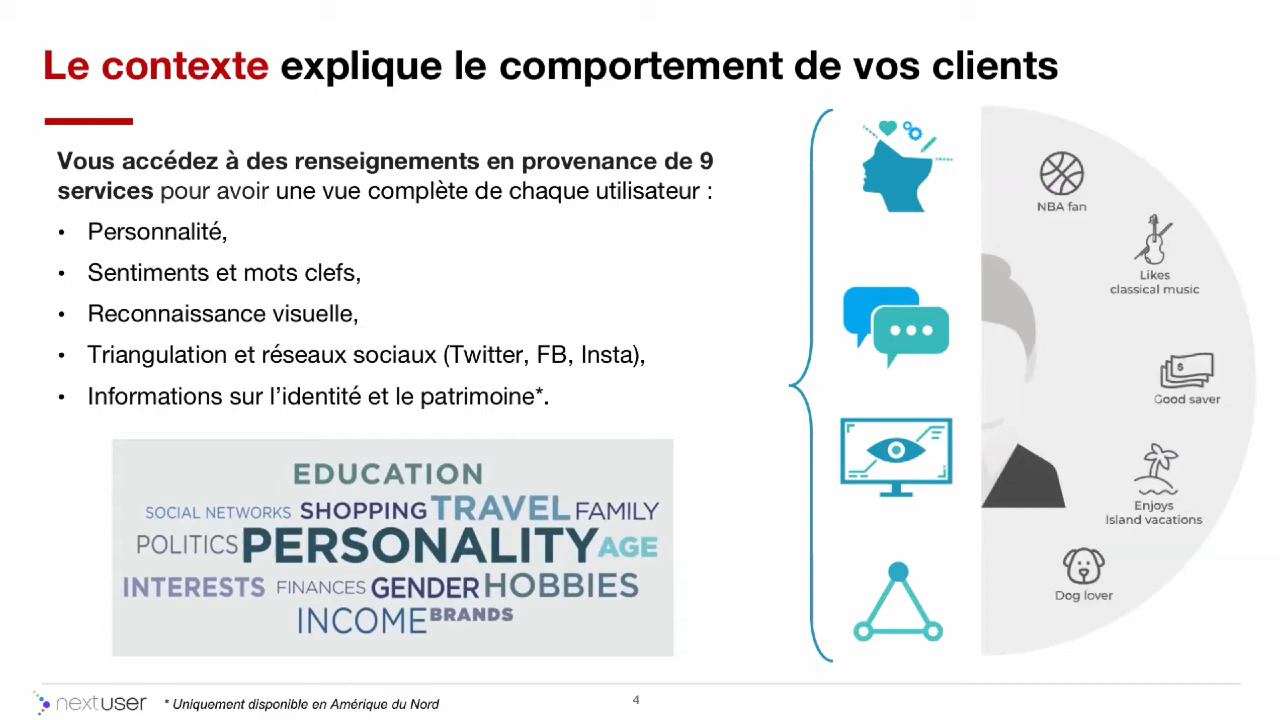 Le contexte explique le comportement de vos clients
Vous accédez à des renseignements en provenance de 9
services pour avoir une vue complète de chaque utilisateur :
• Personnalité,
• Sentiments et mots clefs,
• Reconnaissance visuelle,
• Triangulation et réseaux sociaux (Twitter, FB, Insta),
• Informations sur l’identité et le patrimoine*.
EDUCATION
SOCIAL NETWORKS SHOPPING TRAVEL FAMILY
POLITICS PERSONALITY AGE
INTERESTS FINANCES GENDER HOBBIES
INCOME BRANDS
NBA fan
Likes
classical music
$
Good saver
Enjoys
Island vacations
Dog lover
nextuser
* Uniquement disponible en Amérique du Nord
4